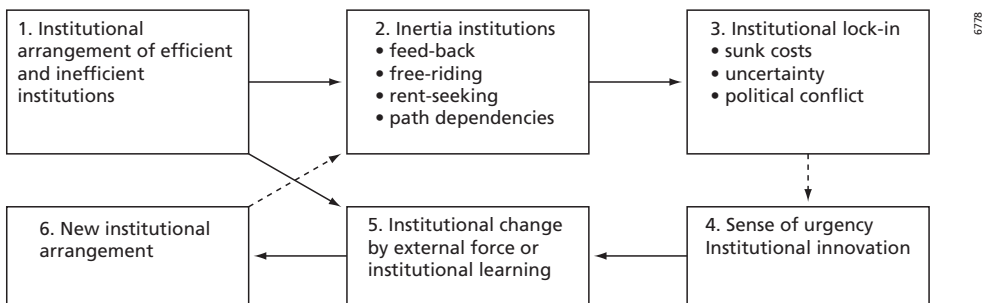 1. Institutional
arrangement of efficient
and inefficient
institutions
2. Inertia institutions
• feed-back
• free-riding
• rent-seeking
• path dependencies
3. Institutional lock-in
• sunk costs
• uncertainty
• political conflict
6778
6. New institutional
arrangement
5. Institutional change
by external force or
institutional learning
4. Sense of urgency
Institutional innovation